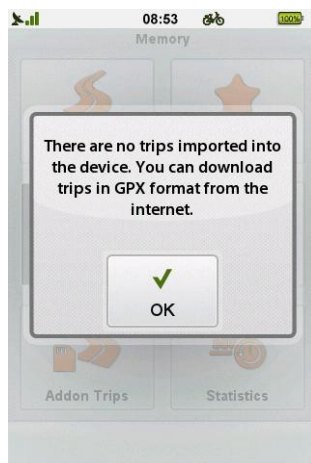 08:53
100%
Memory
There are no trips imported into
the device. You can download
trips in GPX format from the
internet.
OK
Addon Trips
Statistics